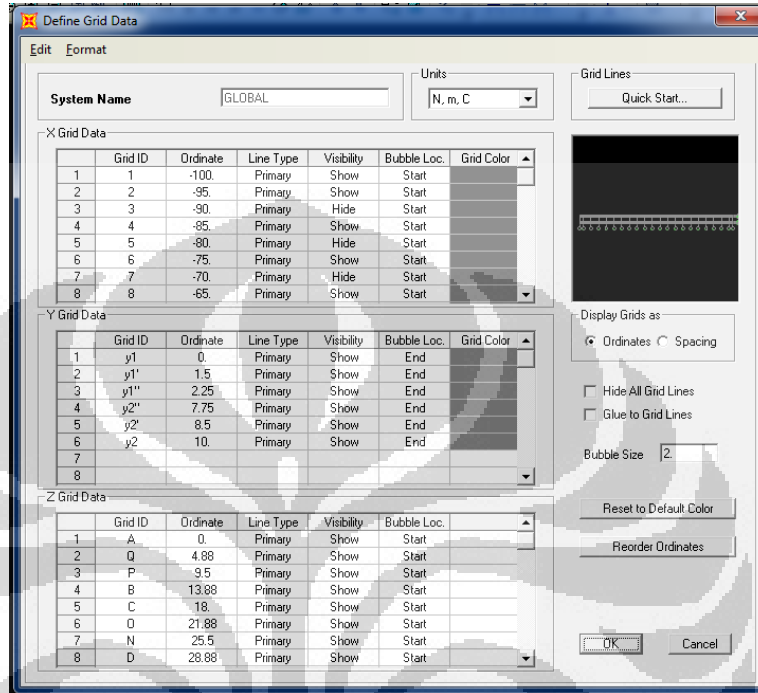 Define Grid Data
Edit Format
System Name GLOBAL
Units
N, m, C
Grid Lines
Quick Start...
X Grid Data
Grid ID Ordinate Line Type Visibility Bubble Loc. Grid Color
1 1 -100. Primary Show Start
2 2 -95. Primary Show Start
3 3 -90. Primary Hide Start
4 4 -85. Primary Show Start
5 5 -80. Primary Hide Start
6 6 -75. Primary Show Start
7 7 -70. Primary Hide Start
8 8 -65. Primary Show Start
Y Grid Data
Grid ID Ordinate Line Type Visibility Bubble Loc. Grid Color
1 y1 0. Primary Show End
2 y1' 1.5 Primary Show End
3 y1" 2.25 Primary Show End
4 y2" 7.75 Primary Show End
5 y2' 8.5 Primary Show End
6 y2 10. Primary Show End
7
8
Display Grids as
Ordinates Spacing
Hide All Grid Lines
Glue to Grid Lines
Bubble Size 2.
Z Grid Data
Grid ID Ordinate Line Type Visibility Bubble Loc.
1 A 0. Primary Show Start
2 Q 4.88 Primary Show Start
3 P 9.5 Primary Show Start
4 B 13.88 Primary Show Start
5 C 18. Primary Show Start
6 O 21.88 Primary Show Start
7 N 25.5 Primary Show Start
8 D 28.88 Primary Show Start
Reset to Default Color
Reorder Ordinates
OK Cancel